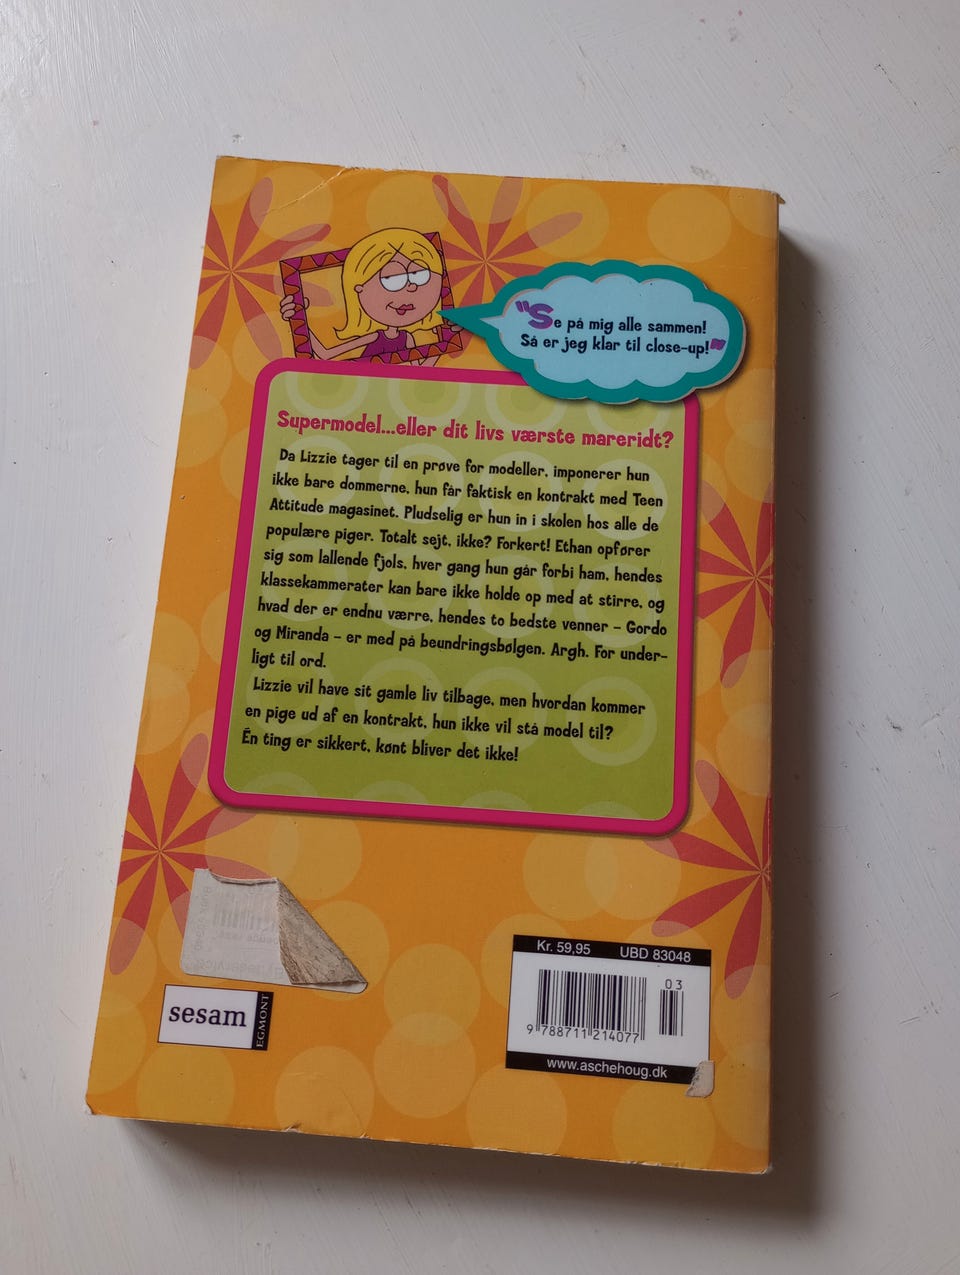 "Se på mig alle sammen!
Så er jeg klar til close-up!"
Supermodel...eller dit livs værste mareridt?
Da Lizzie tager til en prøve for modeller, imponerer hun
ikke bare dommerne, hun får faktisk en kontrakt med Teen
Attitude magasinet. Pludselig er hun in i skolen hos alle de
populære piger. Totalt sejt, ikke? Forkert! Ethan opfører
sig som lallende fjols, hver gang hun går forbi ham, hendes
klassekammerater kan bare ikke holde op med at stirre, og
hvad der er endnu værre, hendes to bedste venner – Gordo
og Miranda – er med på beundringsbølgen. Argh. For under-
ligt til ord.
Lizzie vil have sit gamle liv tilbage, men hvordan kommer
en pige ud af en kontrakt, hun ikke vil stå model til?
Én ting er sikkert, kønt bliver det ikke!
sesam
EGMONT
Kr. 59,95 UBD 83048
03
9 788711 214077
www.aschehoug.dk